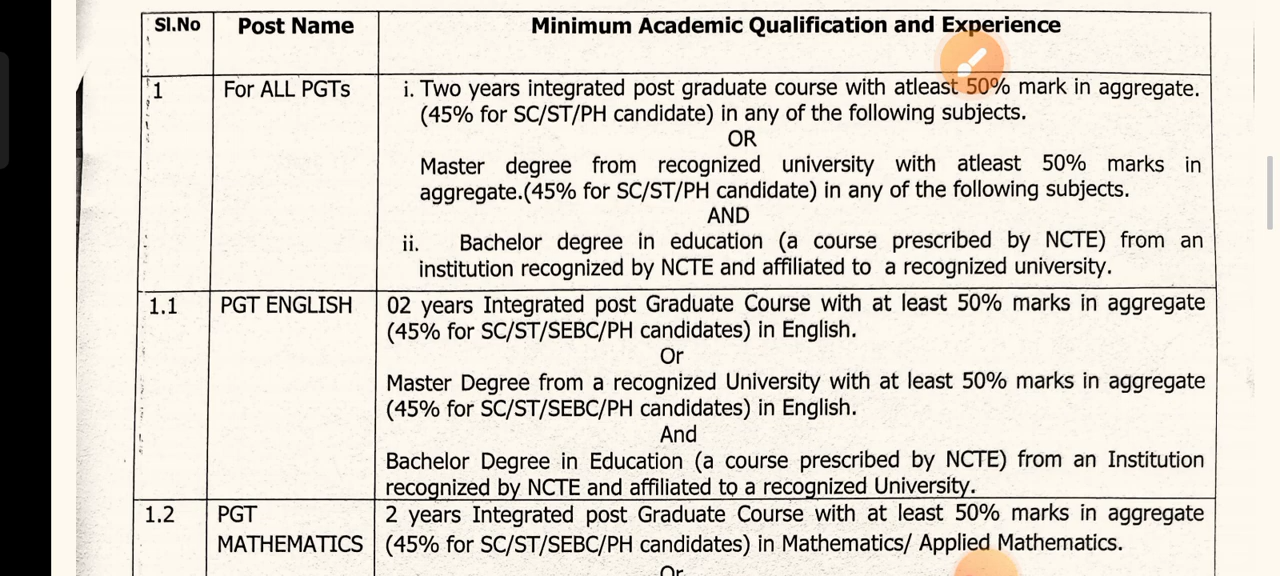 Sl.No Post Name Minimum Academic Qualification and Experience
1 For ALL PGTs i. Two years integrated post graduate course with atleast 50% mark in aggregate.
(45% for SC/ST/PH candidate) in any of the following subjects.
OR
Master degree from recognized university with atleast 50% marks in
aggregate.(45% for SC/ST/PH candidate) in any of the following subjects.
AND
ii. Bachelor degree in education (a course prescribed by NCTE) from an
institution recognized by NCTE and affiliated to a recognized university.
1.1 PGT ENGLISH 02 years Integrated post Graduate Course with at least 50% marks in aggregate
(45% for SC/ST/SEBC/PH candidates) in English.
Or
Master Degree from a recognized University with at least 50% marks in aggregate
(45% for SC/ST/SEBC/PH candidates) in English.
And
Bachelor Degree in Education (a course prescribed by NCTE) from an Institution
recognized by NCTE and affiliated to a recognized University.
1.2 PGT 2 years Integrated post Graduate Course with at least 50% marks in aggregate
MATHEMATICS (45% for SC/ST/SEBC/PH candidates) in Mathematics/ Applied Mathematics.
Or